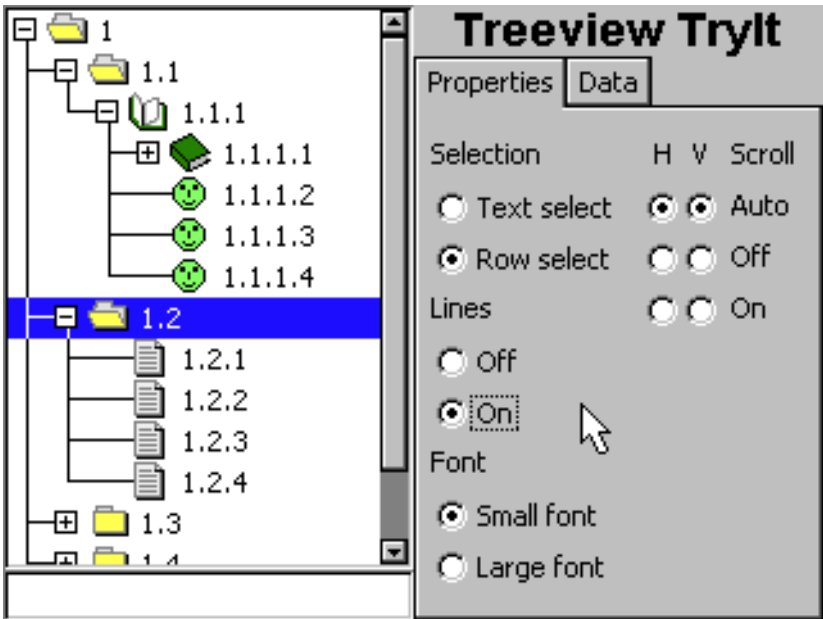 1
1.1
1.1.1
1.1.1.1
1.1.1.2
1.1.1.3
1.1.1.4
1.2
1.2.1
1.2.2
1.2.3
1.2.4
1.3
1.4
Treeview TryIt
Properties Data
Selection H V Scroll
Text select Auto
Row select Off
Lines On
Off
On
Font
Small font
Large font